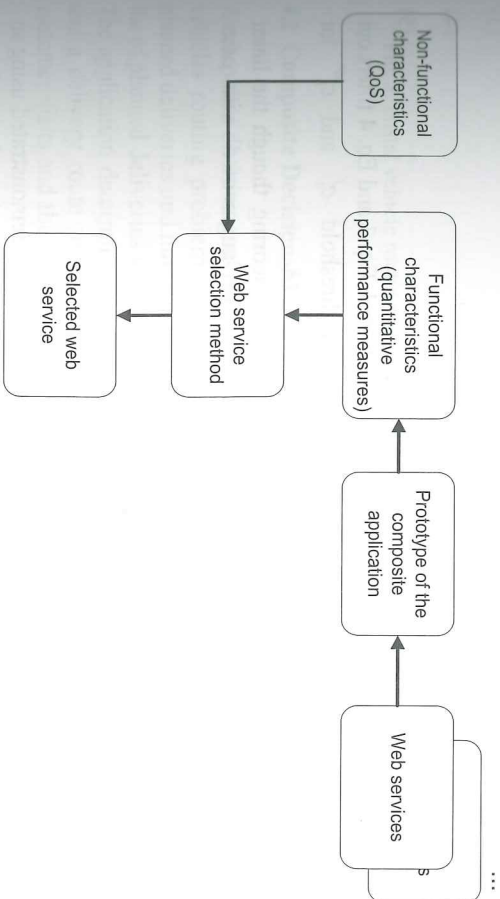 ...
s
Non-functional
characteristics
(QoS)
Functional
characteristics
(quantitative
performance measures)
Prototype of the
composite
application
Web services
Web service
selection method
Selected web
service